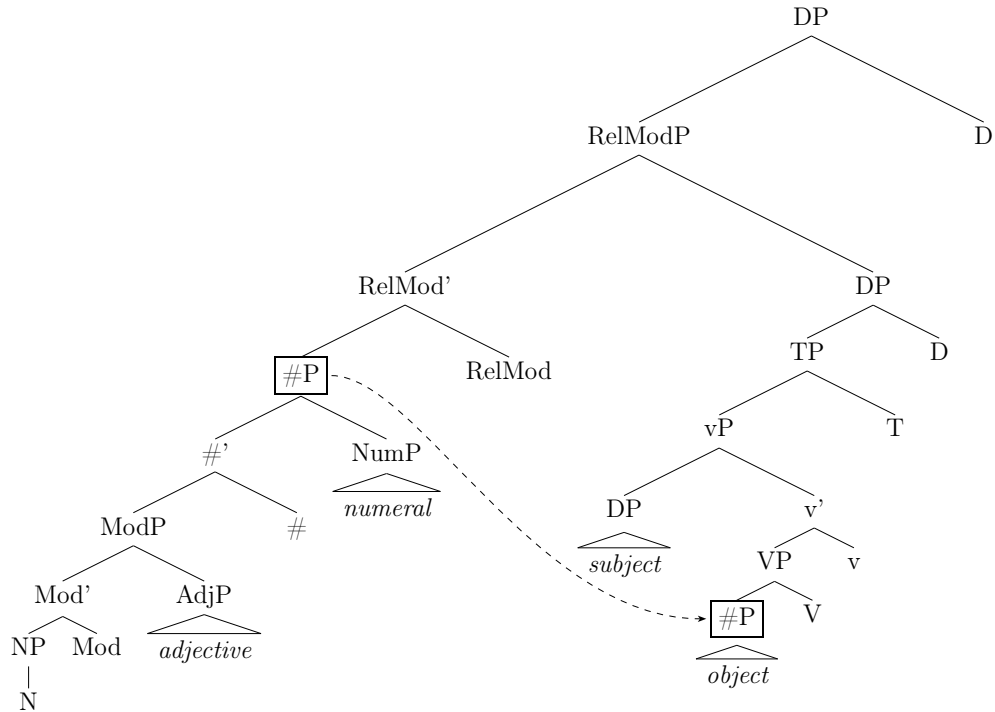 DP
RelModP D
RelMod' DP
#P RelMod TP D
#' NumP vP T
numeral
ModP # DP v'
subject
Mod' AdjP VP v
adjective
NP Mod #P V
object
N